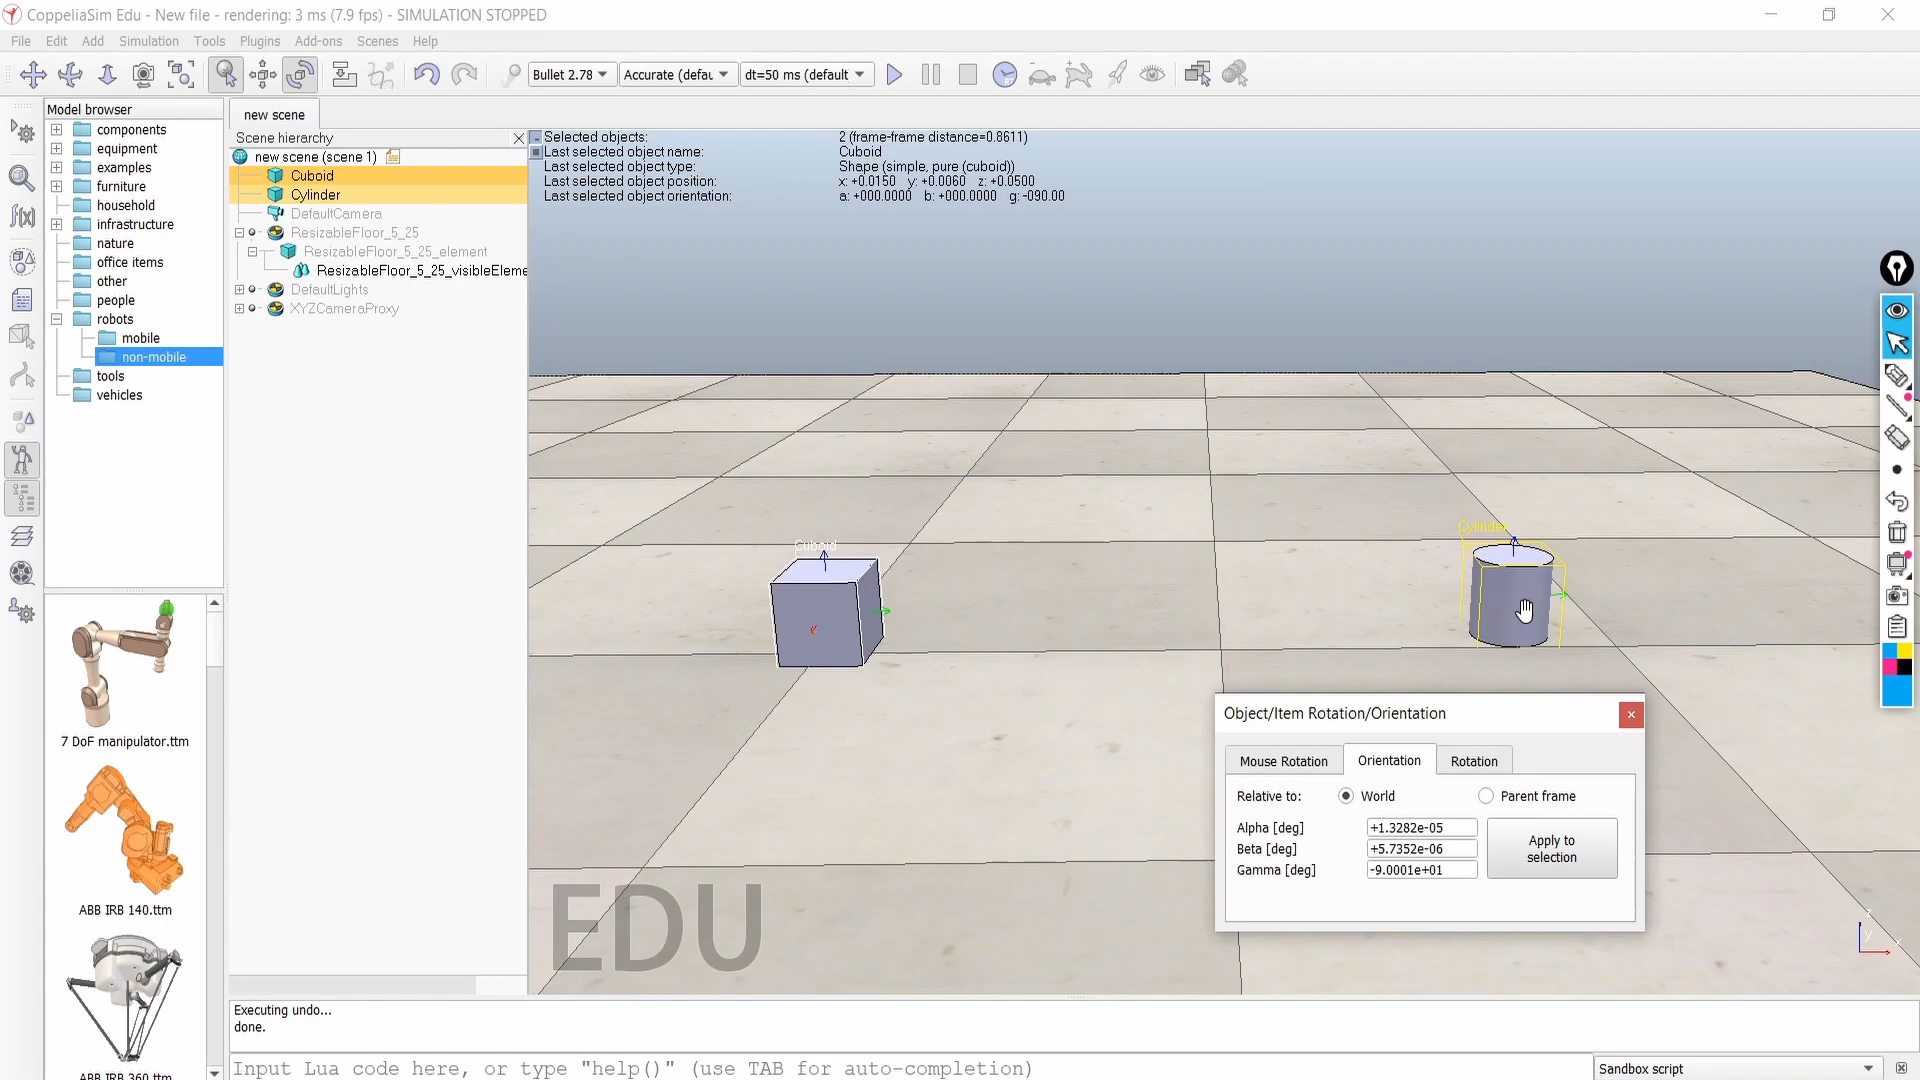 CoppeliaSim Edu - New file - rendering: 3 ms (7.9 fps) - SIMULATION STOPPED
File Edit Add Simulation Tools Plugins Add-ons Scenes Help
Bullet 2.78 Accurate (defau dt=50 ms (default
Model browser
components
equipment
examples
furniture
household
infrastructure
nature
office items
other
people
robots
mobile
non-mobile
tools
vehicles
7 DoF manipulator.ttm
ABB IRB 140.ttm
ABB IRB 360.ttm
new scene
Scene hierarchy
new scene (scene 1)
Cuboid
Cylinder
DefaultCamera
ResizableFloor_5_25
ResizableFloor_5_25_element
ResizableFloor_5_25_visibleEleme
DefaultLights
XYZCameraProxy
Selected objects: 2 (frame-frame distance=0.8611)
Last selected object name: Cuboid
Last selected object type: Shape (simple, pure (cuboid))
Last selected object position: x: +0.0150 y: +0.0060 z: +0.0500
Last selected object orientation: a: +000.0000 b: +000.0000 g: -090.00
Cylinder
Cuboid
Object/Item Rotation/Orientation
Mouse Rotation Orientation Rotation
Relative to: World Parent frame
Alpha [deg] +1.3282e-05
Beta [deg] +5.7352e-06
Gamma [deg] -9.0001e+01
Apply to
selection
EDU
z
y
x
Executing undo...
done.
Input Lua code here, or type "help()" (use TAB for auto-completion)
Sandbox script